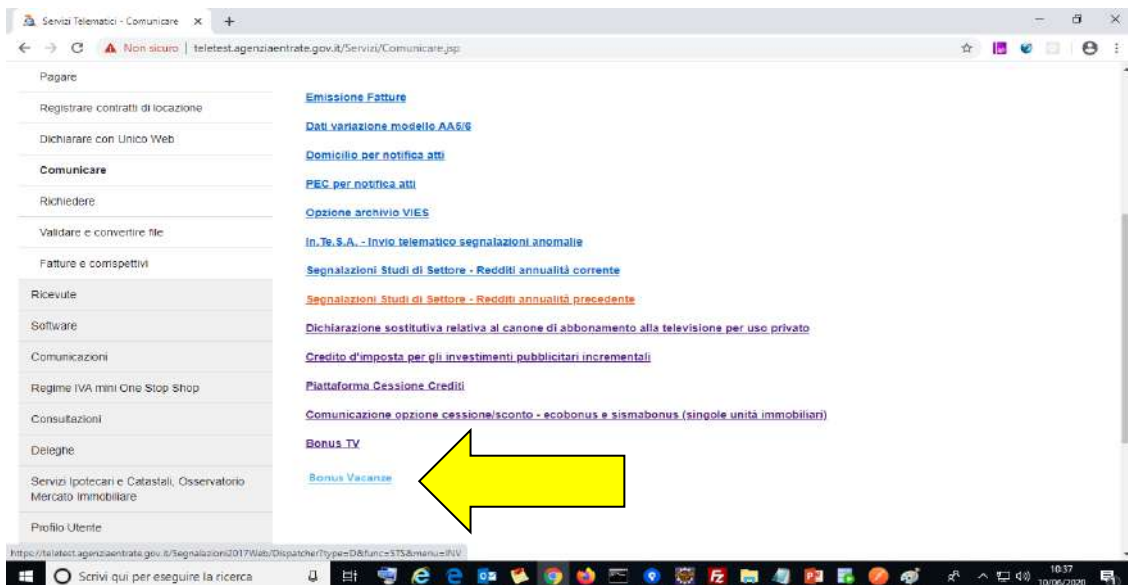 Servizi Telematici - Comunicare
Non sicuro | teletest.agenziaentrate.gov.it/Servizi/Comunicare.jsp
Pagare
Registrare contratti di locazione
Dichiarare con Unico Web
Comunicare
Richiedere
Validare e convertire file
Fatture e corrispettivi
Ricevute
Software
Comunicazioni
Regime IVA mini One Stop Shop
Consultazioni
Deleghe
Servizi Ipotecari e Catastali, Osservatorio
Mercato Immobiliare
Profilo Utente
Emissione Fatture
Dati variazione modello AA5/6
Domicilio per notifica atti
PEC per notifica atti
Opzione archivio VIES
In.Te.S.A. - Invio telematico segnalazioni anomalie
Segnalazioni Studi di Settore - Redditi annualità corrente
Segnalazioni Studi di Settore - Redditi annualità precedente
Dichiarazione sostitutiva relativa al canone di abbonamento alla televisione per uso privato
Credito d'imposta per gli investimenti pubblicitari incrementali
Piattaforma Cessione Crediti
Comunicazione opzione cessione/sconto - ecobonus e sismabonus (singole unità immobiliari)
Bonus TV
Bonus Vacanze
https://teletest.agenziaentrate.gov.it/Segnalazioni2017Web/Dispatcher?type=D&func=STS&menu=INV
Scrivi qui per eseguire la ricerca
10:37
10/06/2020